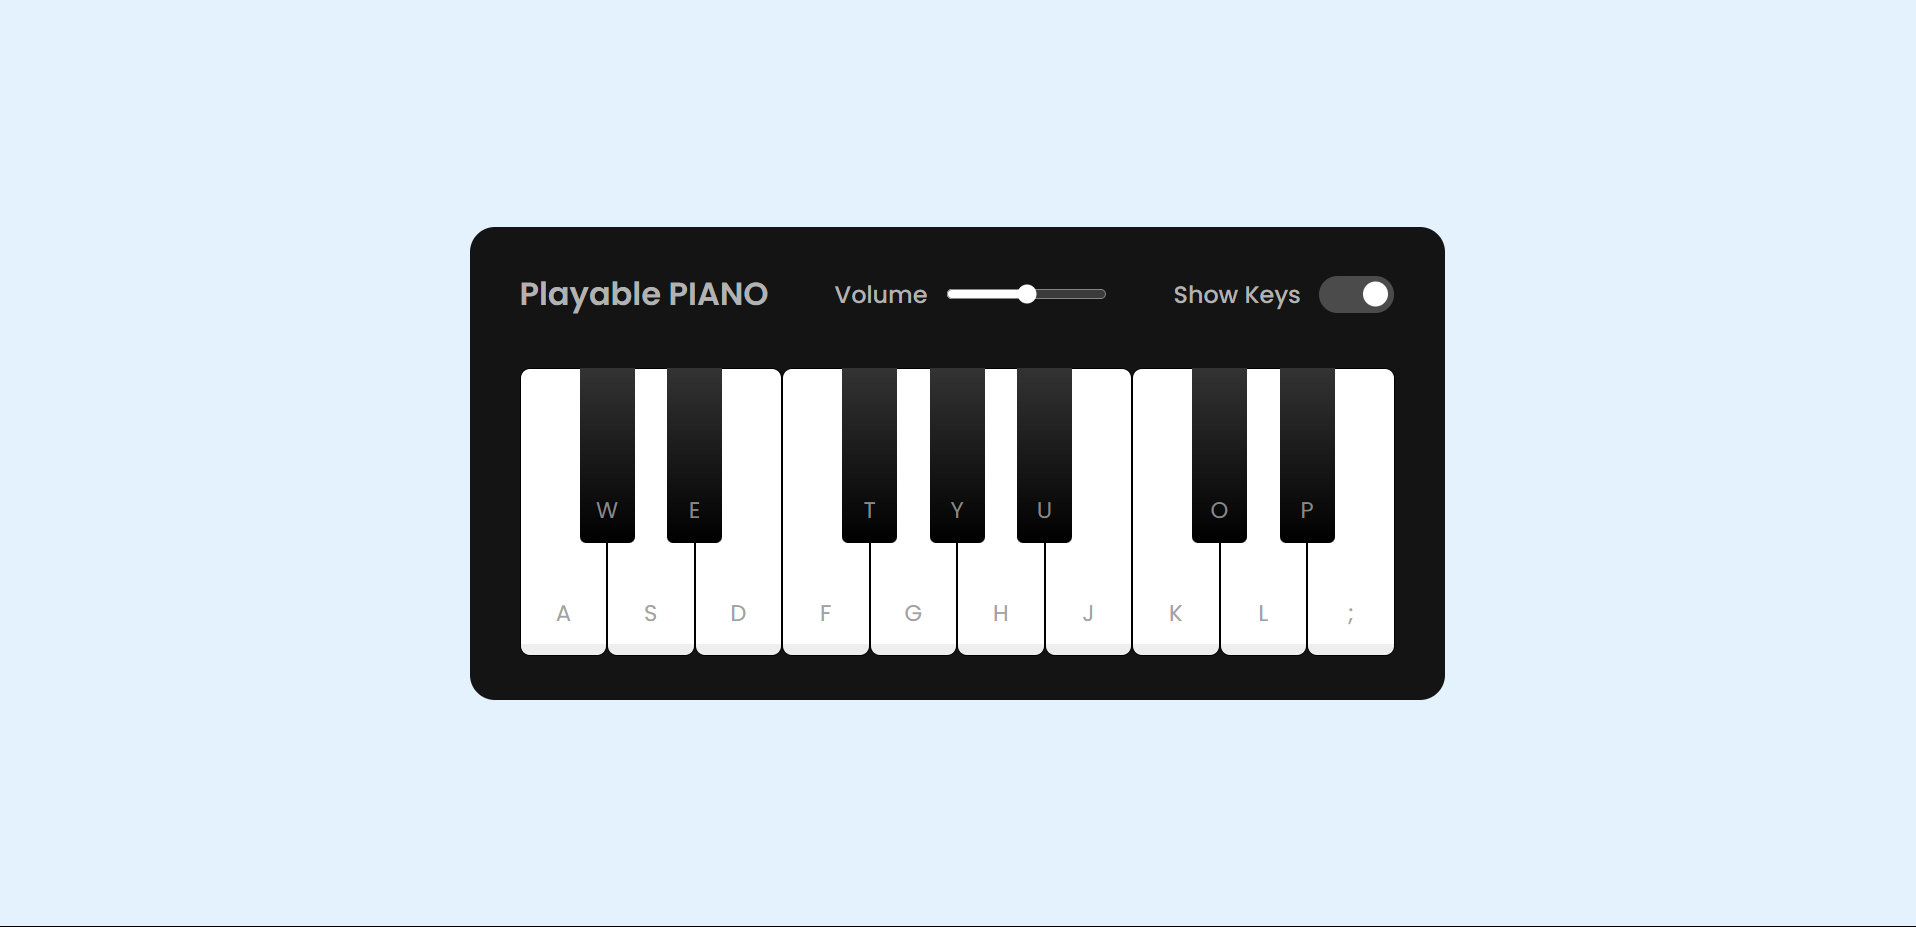 Playable PIANO
Volume
Show Keys
W E T Y U O P
A S D F G H J K L ;